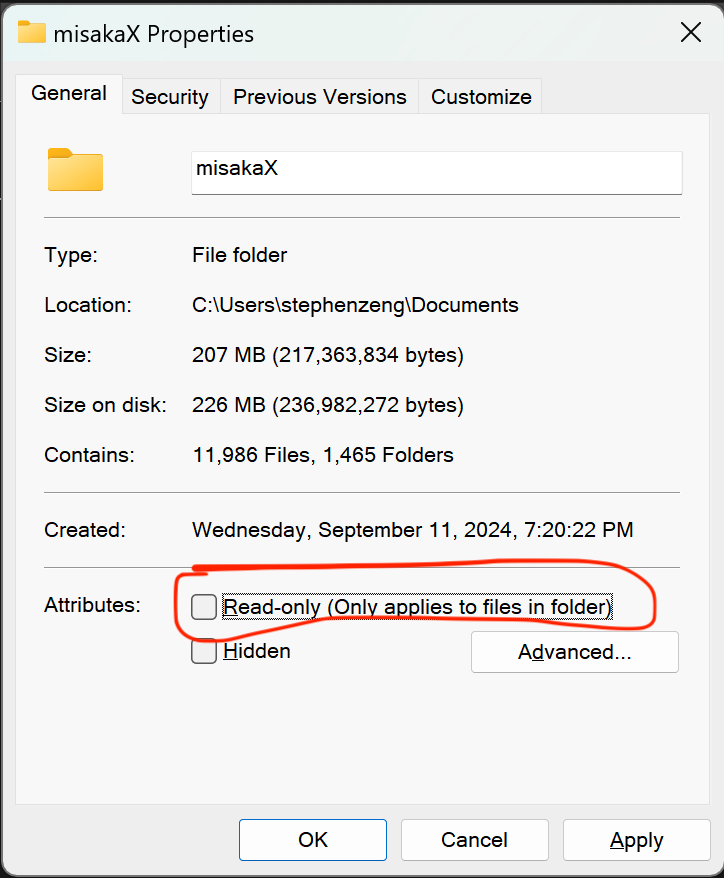 misakaX Properties
General
Security
Previous Versions
Customize
misakaX
Type: File folder
Location: C:\Users\stephenzeng\Documents
Size: 207 MB (217,363,834 bytes)
Size on disk: 226 MB (236,982,272 bytes)
Contains: 11,986 Files, 1,465 Folders
Created: Wednesday, September 11, 2024, 7:20:22 PM
Attributes: Read-only (Only applies to files in folder)
Hidden
Advanced...
OK
Cancel
Apply